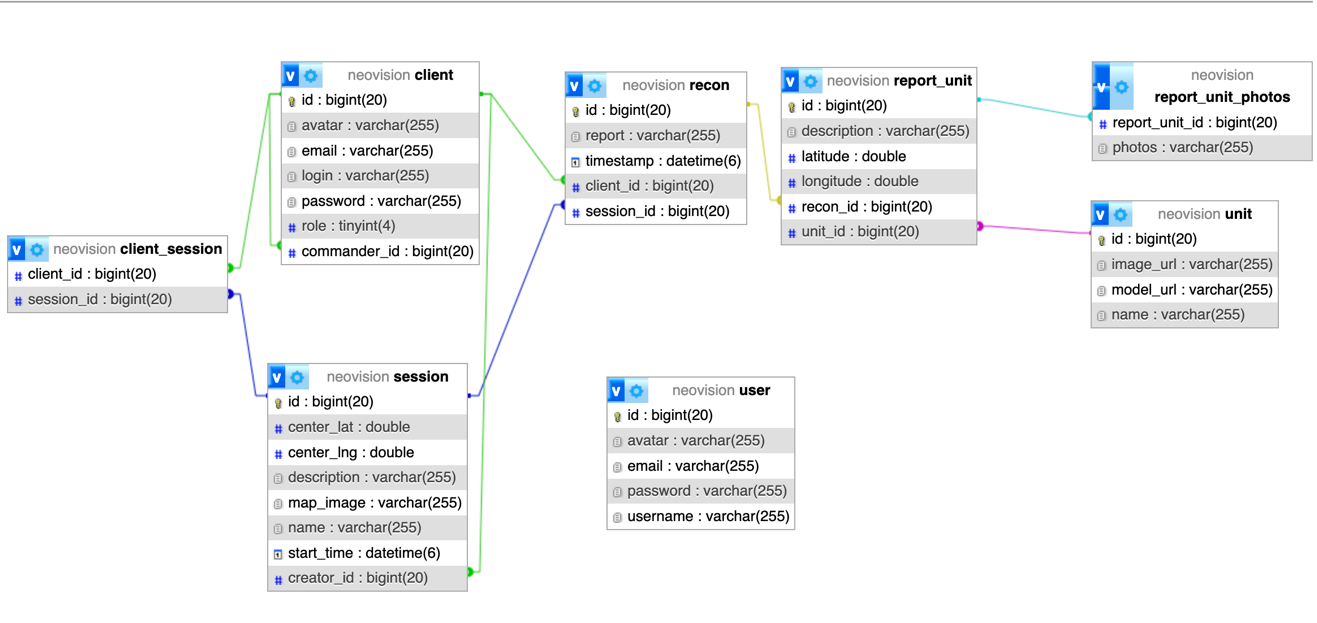 neovision client
id : bigint(20)
avatar : varchar(255)
email : varchar(255)
login : varchar(255)
password : varchar(255)
role : tinyint(4)
commander_id : bigint(20)
neovision recon
id : bigint(20)
report : varchar(255)
timestamp : datetime(6)
client_id : bigint(20)
session_id : bigint(20)
neovision report_unit
id : bigint(20)
description : varchar(255)
latitude : double
longitude : double
recon_id : bigint(20)
unit_id : bigint(20)
neovision
report_unit_photos
report_unit_id : bigint(20)
photos : varchar(255)
neovision unit
id : bigint(20)
image_url : varchar(255)
model_url : varchar(255)
name : varchar(255)
neovision client_session
client_id : bigint(20)
session_id : bigint(20)
neovision session
id : bigint(20)
center_lat : double
center_lng : double
description : varchar(255)
map_image : varchar(255)
name : varchar(255)
start_time : datetime(6)
creator_id : bigint(20)
neovision user
id : bigint(20)
avatar : varchar(255)
email : varchar(255)
password : varchar(255)
username : varchar(255)